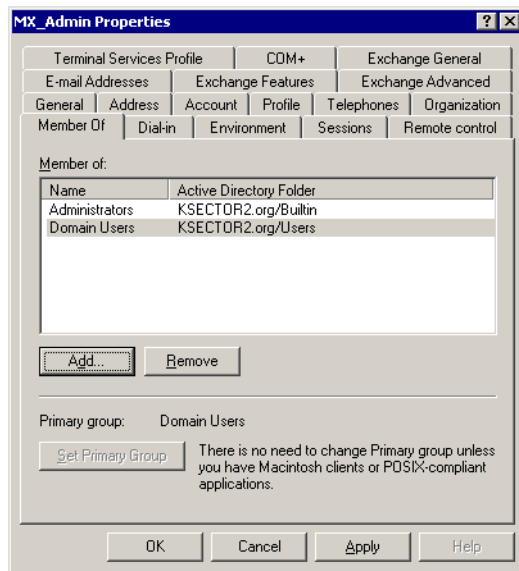 MX_Admin Properties
Terminal Services Profile COM+ Exchange General
E-mail Addresses Exchange Features Exchange Advanced
General Address Account Profile Telephones Organization
Member Of Dial-in Environment Sessions Remote control
Member of:
Name Active Directory Folder
Administrators KSECTOR2.org/Builtin
Domain Users KSECTOR2.org/Users
Add... Remove
Primary group: Domain Users
Set Primary Group
There is no need to change Primary group unless
you have Macintosh clients or POSIX-compliant
applications.
OK Cancel Apply Help